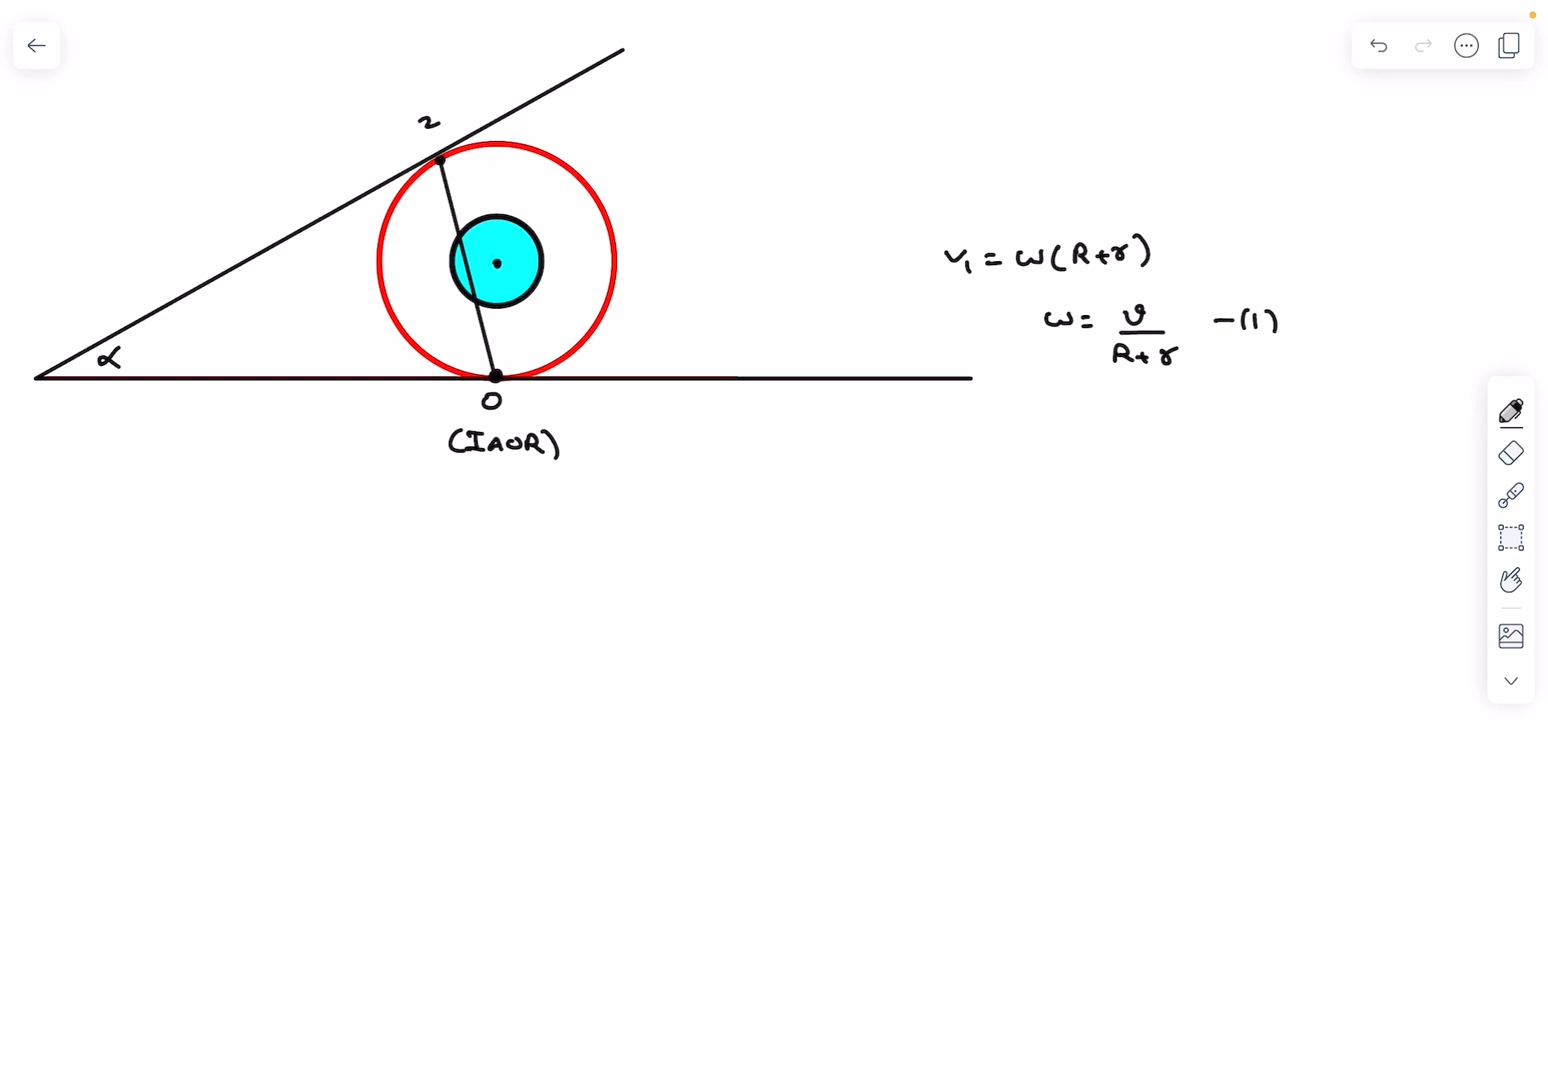 2
α
O
(IAOR)
v₁ = ω(R+r)
ω = v/(R+r) -(1)